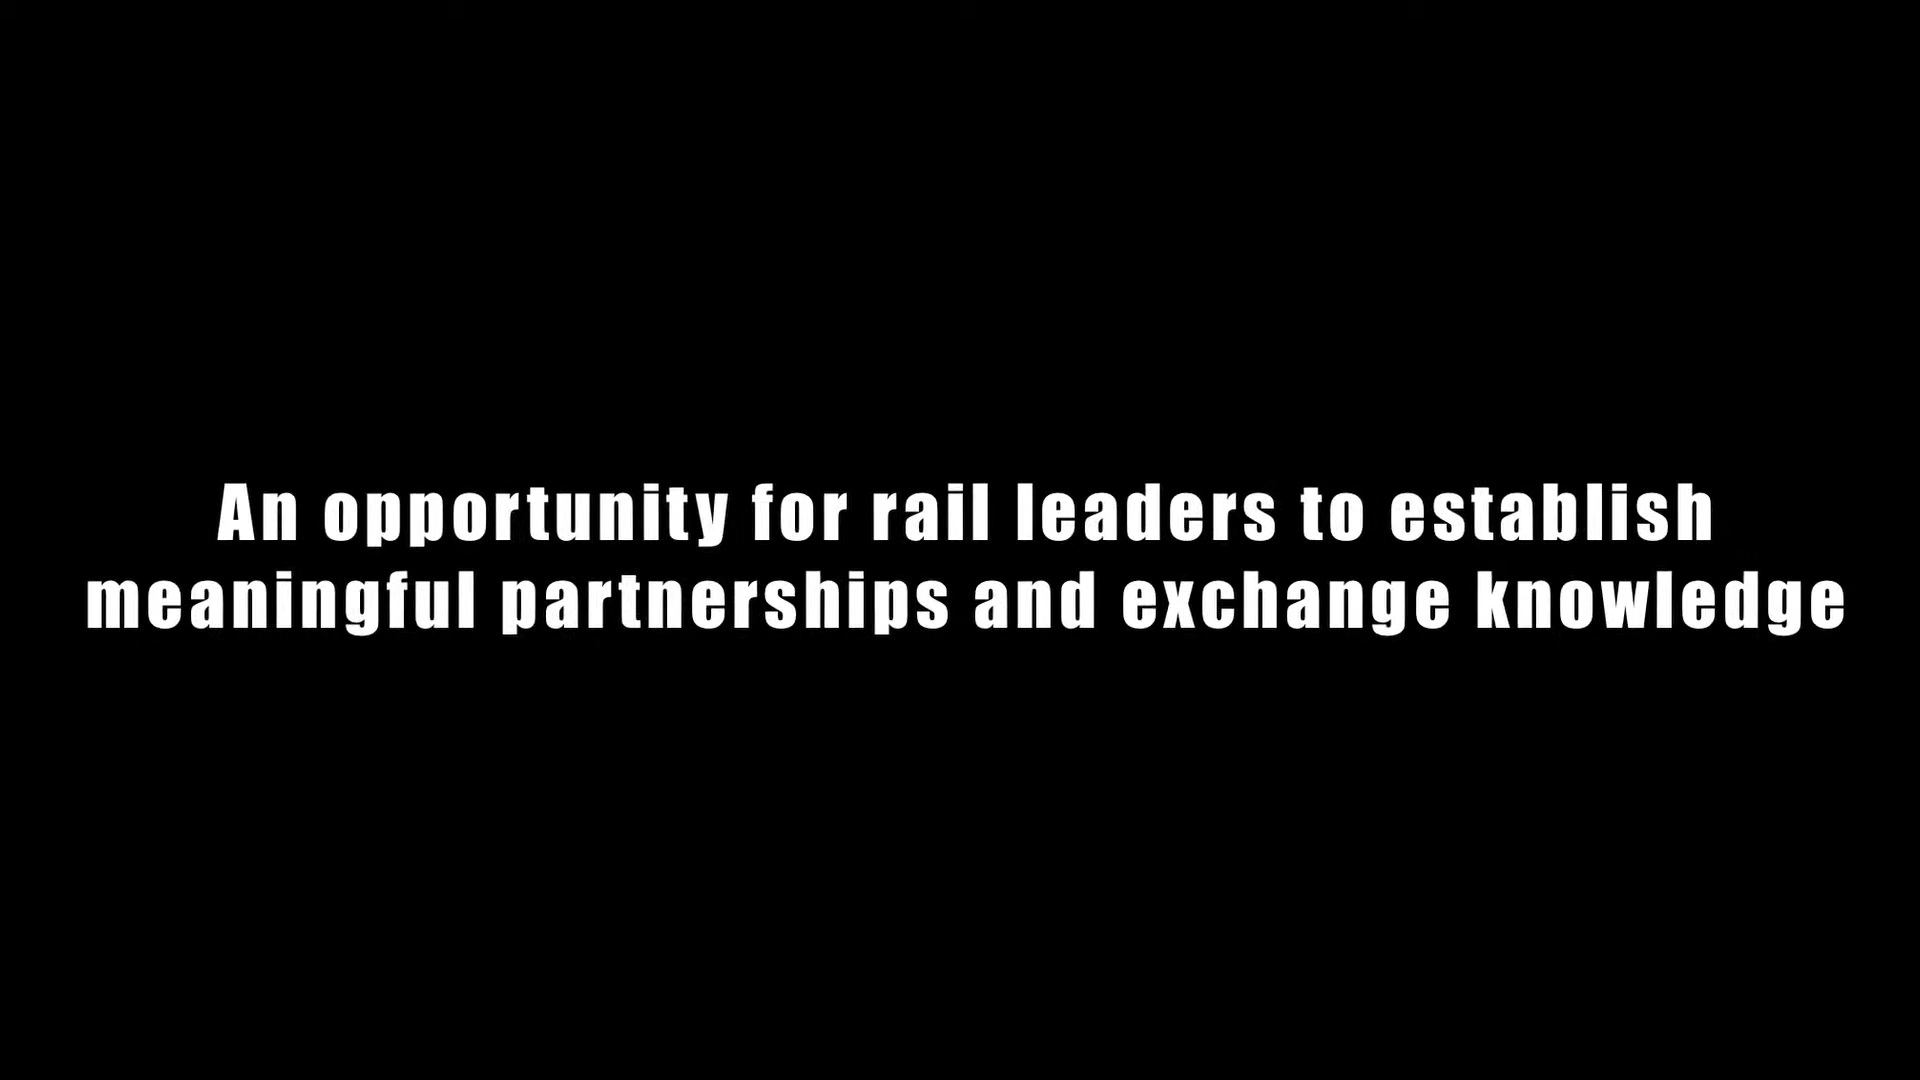 An opportunity for rail leaders to establish
meaningful partnerships and exchange knowledge